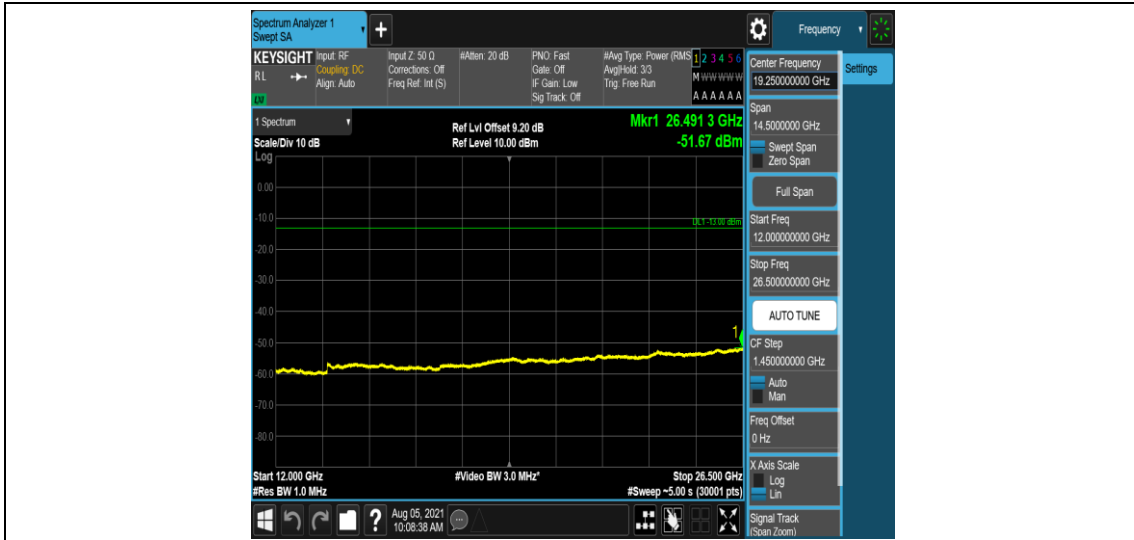 Spectrum Analyzer 1
Swept SA
+
Frequency
KEYSIGHT
RL
LXI
Input: RF
Coupling: DC
Align: Auto
Input Z: 50 Ω
Corrections: Off
Freq Ref: Int (S)
#Atten: 20 dB
PNO: Fast
Gate: Off
IF Gain: Low
Sig Track: Off
#Avg Type: Power (RMS
Avg|Hold: 3/3
Trig: Free Run
1 2 3 4 5 6
M W W W W W
A A A A A A
1 Spectrum
Scale/Div 10 dB
Log
Ref Lvl Offset 9.20 dB
Ref Level 10.00 dBm
Mkr1 26.491 3 GHz
-51.67 dBm
0.00
-10.0
DL1 -13.00 dBm
-20.0
-30.0
-40.0
1
-50.0
-60.0
-70.0
-80.0
Start 12.000 GHz
#Res BW 1.0 MHz
#Video BW 3.0 MHz*
Stop 26.500 GHz
#Sweep ~5.00 s (30001 pts)
?
Aug 05, 2021
10:08:38 AM
Center Frequency
19.250000000 GHz
Settings
Span
14.5000000 GHz
Swept Span
Zero Span
Full Span
Start Freq
12.000000000 GHz
Stop Freq
26.500000000 GHz
AUTO TUNE
CF Step
1.450000000 GHz
Auto
Man
Freq Offset
0 Hz
X Axis Scale
Log
Lin
Signal Track
(Span Zoom)